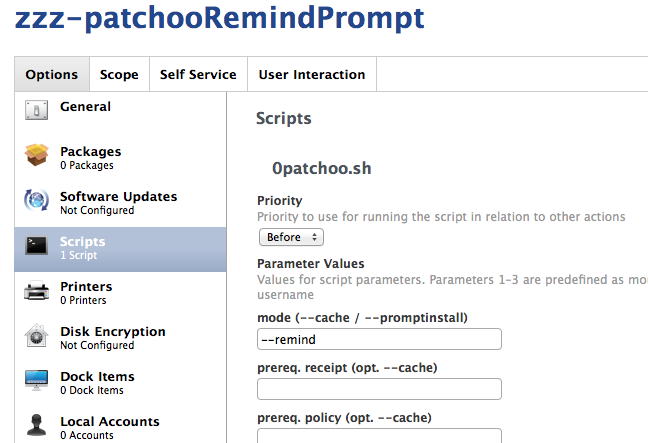 zzz-patchooRemindPrompt
Options
Scope
Self Service
User Interaction
General
Packages
0 Packages
Software Updates
Not Configured
Scripts
1 Script
Printers
0 Printers
Disk Encryption
Not Configured
Dock Items
0 Dock Items
Local Accounts
0 Accounts
Scripts
0patchoo.sh
Priority
Priority to use for running the script in relation to other actions
Before
Parameter Values
Values for script parameters. Parameters 1-3 are predefined as
username
mode (--cache / --promptinstall)
--remind
prereq. receipt (opt. --cache)
prereq. policy (opt. --cache)